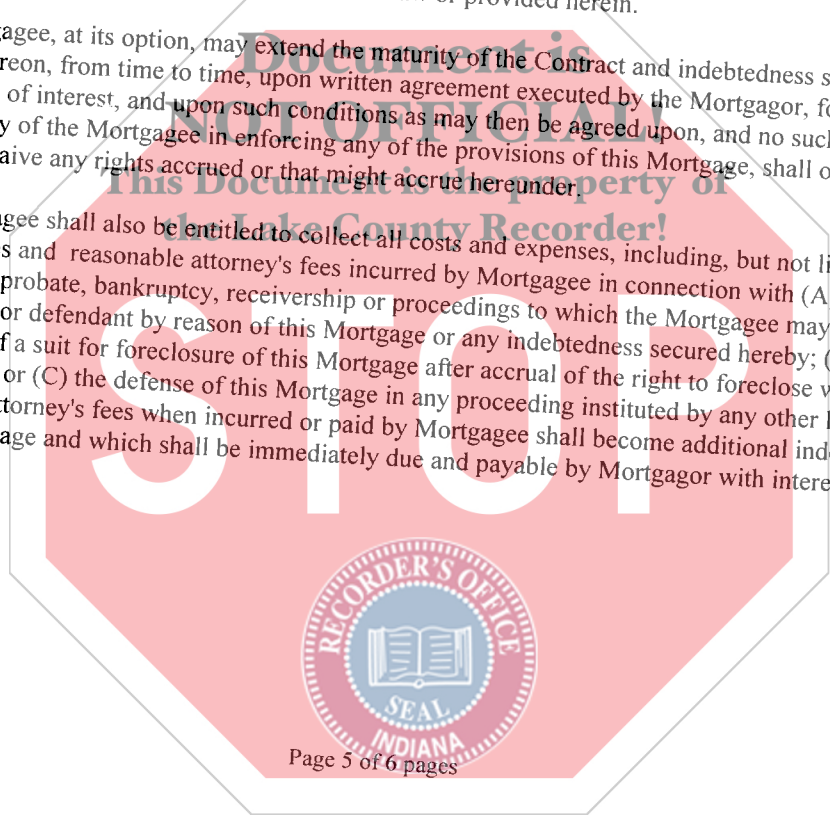 or provided herein.
agee, at its option, may extend the maturity of the Contract and indebtedness s
reon, from time to time, upon written agreement executed by the Mortgagor, fo
of interest, and upon such conditions as may then be agreed upon, and no such
y of the Mortgagee in enforcing any of the provisions of this Mortgage, shall o
aive any rights accrued or that might accrue hereunder.
Document is
NOT OFFICIAL!
This Document is the property of
the Lake County Recorder!
agee shall also be entitled to collect all costs and expenses, including, but not li
s and reasonable attorney's fees incurred by Mortgagee in connection with (A
probate, bankruptcy, receivership or proceedings to which the Mortgagee may
or defendant by reason of this Mortgage or any indebtedness secured hereby; (
f a suit for foreclosure of this Mortgage after accrual of the right to foreclose w
or (C) the defense of this Mortgage in any proceeding instituted by any other
ttorney's fees when incurred or paid by Mortgagee shall become additional ind
age and which shall be immediately due and payable by Mortgagor with intere
STOP
RECORDER'S OFFICE
SEAL
INDIANA
Page 5 of 6 pages